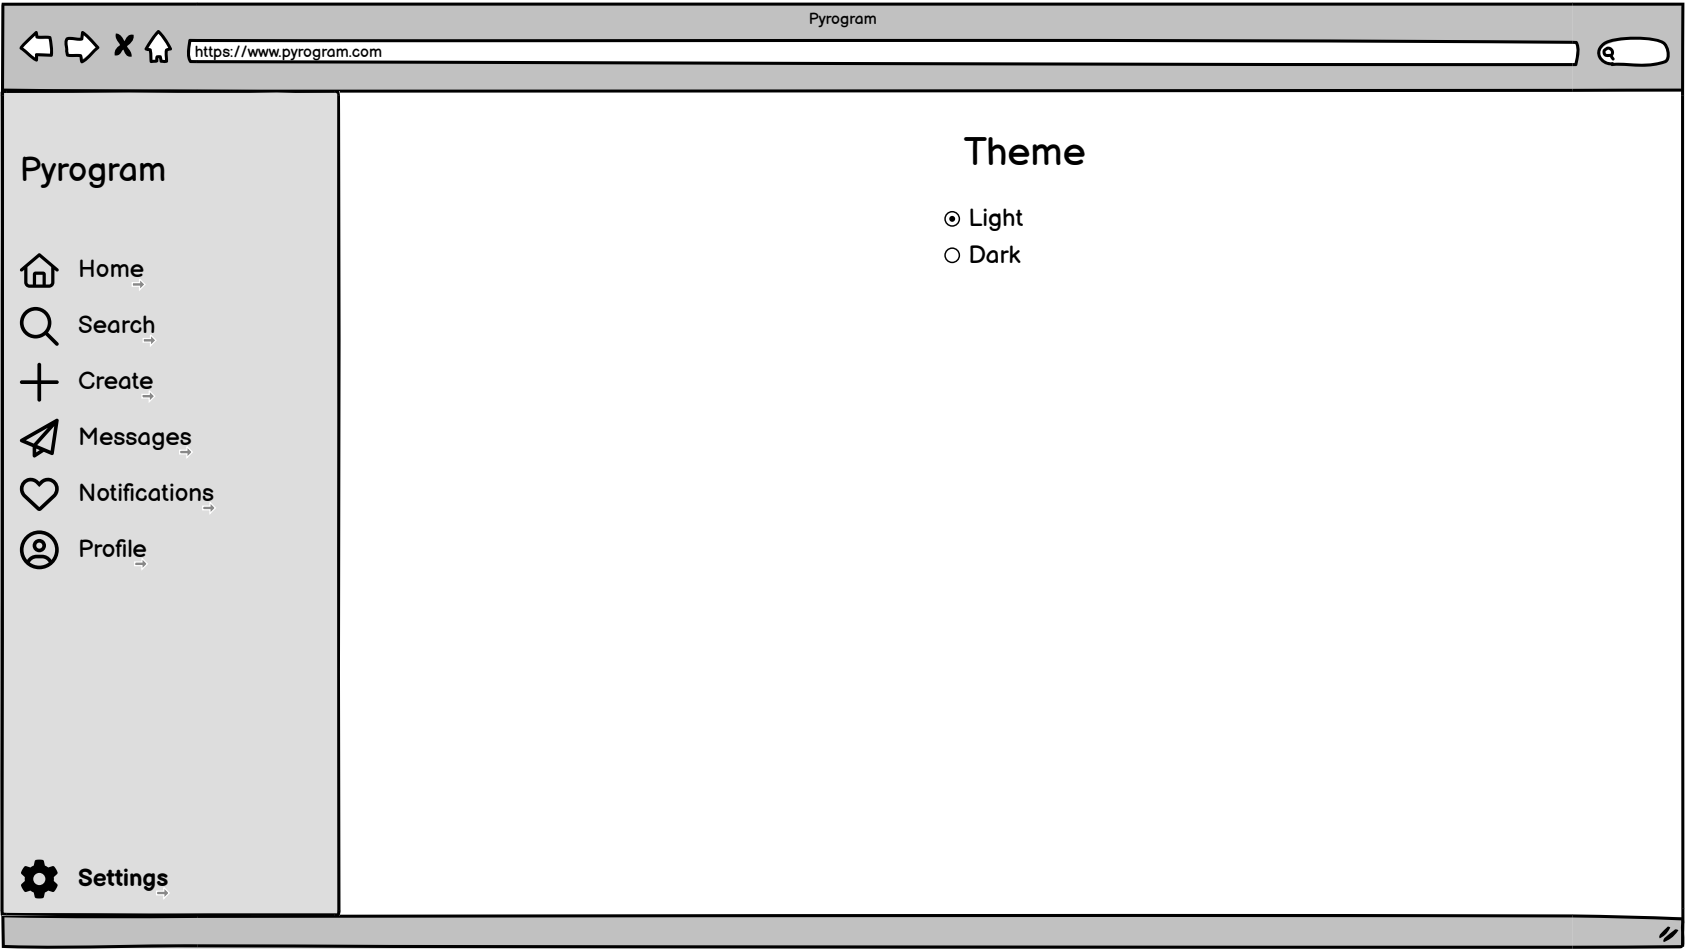 Pyrogram
https://www.pyrogram.com
Pyrogram
Home
Search
Create
Messages
Notifications
Profile
Settings
Theme
Light
Dark